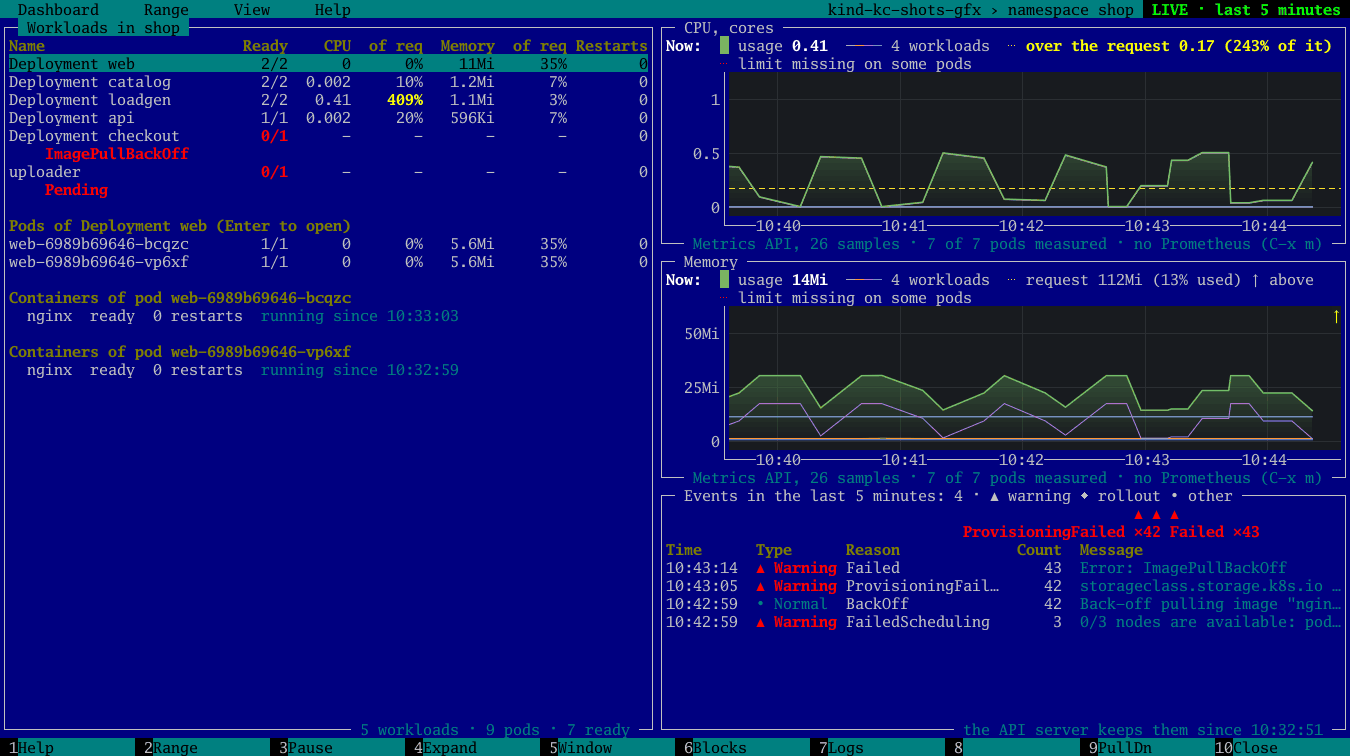 Dashboard Range View Help kind-kc-shots-gfx › namespace shop LIVE · last 5 minutes
Workloads in shop
Name Ready CPU of req Memory of req Restarts
Deployment web 2/2 0 0% 11Mi 35% 0
Deployment catalog 2/2 0.002 10% 1.2Mi 7% 0
Deployment loadgen 2/2 0.41 409% 1.1Mi 3% 0
Deployment api 1/1 0.002 20% 596Ki 7% 0
Deployment checkout 0/1 – – – – 0
ImagePullBackOff
uploader 0/1 – – – – 0
Pending
Pods of Deployment web (Enter to open)
web-6989b69646-bcqzc 1/1 0 0% 5.6Mi 35% 0
web-6989b69646-vp6xf 1/1 0 0% 5.6Mi 35% 0
Containers of pod web-6989b69646-bcqzc
nginx ready 0 restarts running since 10:33:03
Containers of pod web-6989b69646-vp6xf
nginx ready 0 restarts running since 10:32:59
5 workloads · 9 pods · 7 ready
CPU, cores
Now: usage 0.41 4 workloads over the request 0.17 (243% of it)
limit missing on some pods
1
0.5
0
10:40 10:41 10:42 10:43 10:44
Metrics API, 26 samples · 7 of 7 pods measured · no Prometheus (C-x m)
Memory
Now: usage 14Mi 4 workloads request 112Mi (13% used) ↑ above
limit missing on some pods
↑
50Mi
25Mi
0
10:40 10:41 10:42 10:43 10:44
Metrics API, 26 samples · 7 of 7 pods measured · no Prometheus (C-x m)
Events in the last 5 minutes: 4 · ▲ warning ◆ rollout • other
▲ ▲ ▲
ProvisioningFailed ×42 Failed ×43
Time Type Reason Count Message
10:43:14 ▲ Warning Failed 43 Error: ImagePullBackOff
10:43:05 ▲ Warning ProvisioningFail… 42 storageclass.storage.k8s.io …
10:42:59 • Normal BackOff 42 Back-off pulling image "ngin…
10:42:59 ▲ Warning FailedScheduling 3 0/3 nodes are available: pod…
the API server keeps them since 10:32:51
1Help 2Range 3Pause 4Expand 5Window 6Blocks 7Logs 8 9PullDn 10Close